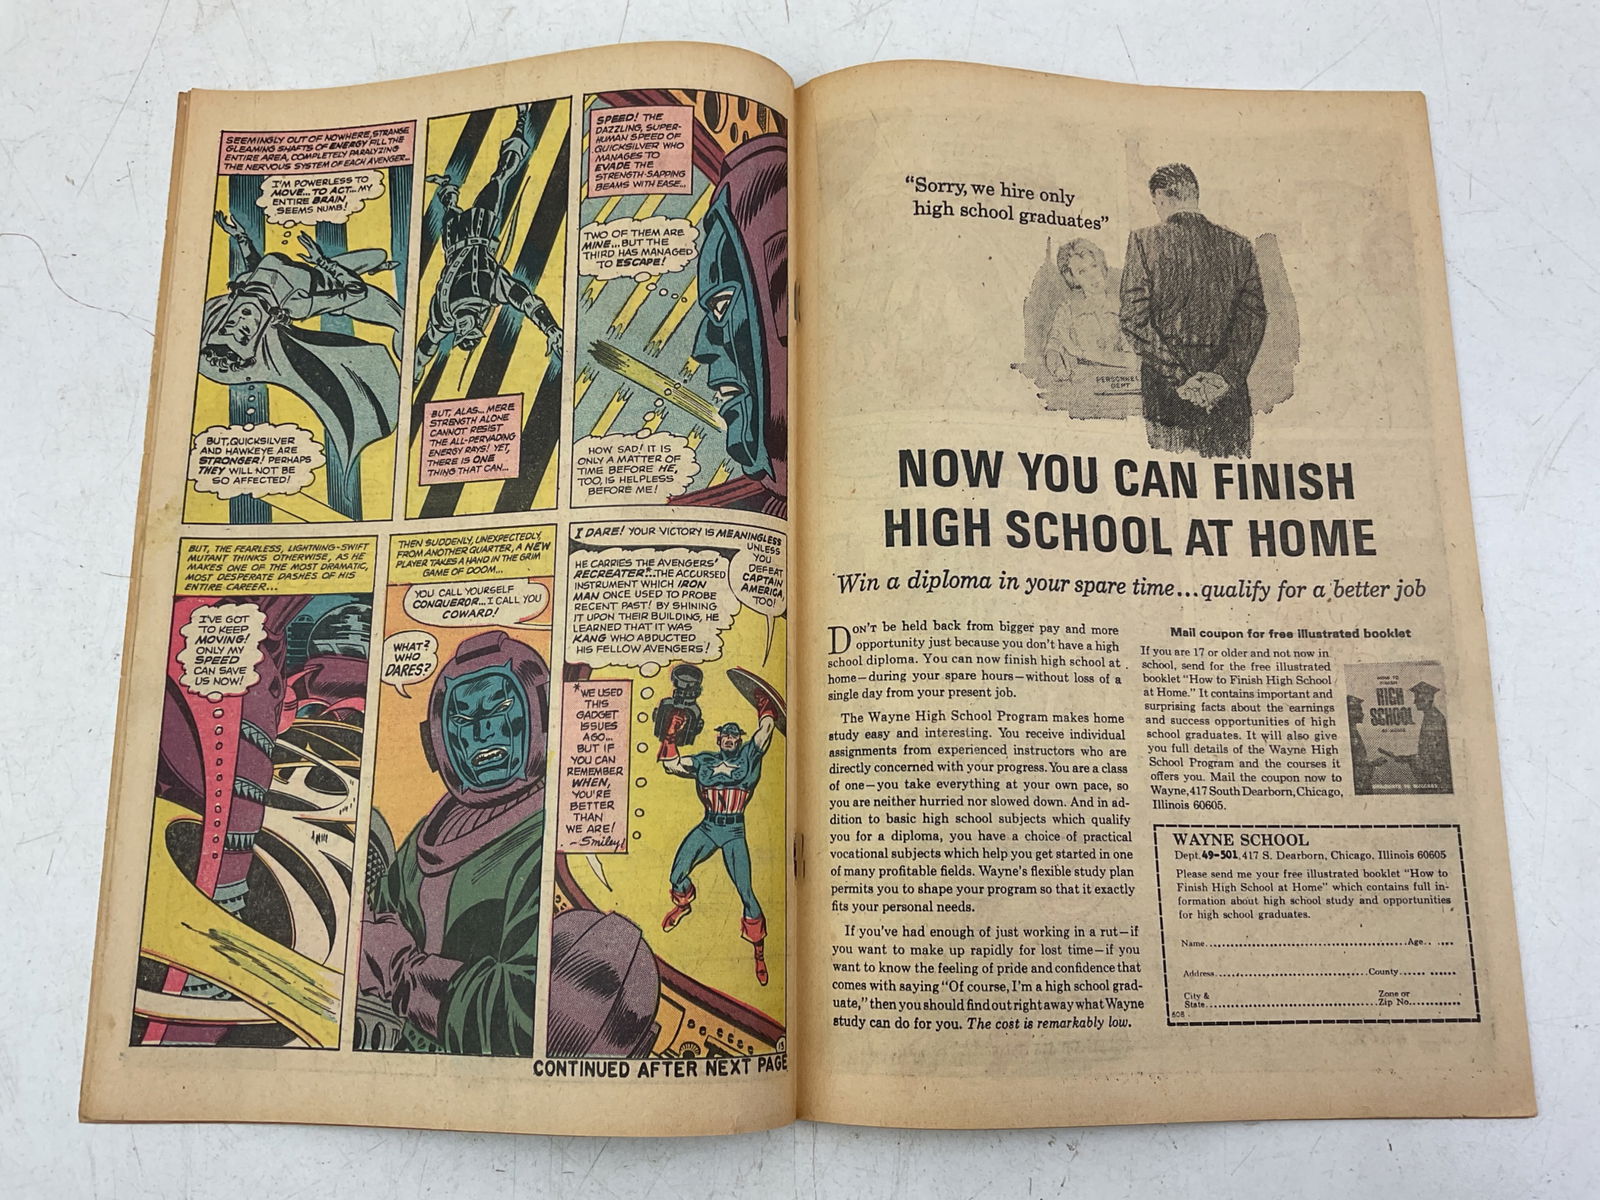 SEEMINGLY OUT OF NOWHERE, STRANGE
GLEAMING SHAFTS OF ENERGY FILL THE
ENTIRE AREA, COMPLETELY PARALYZING
THE NERVOUS SYSTEM OF EACH AVENGER...
I'M POWERLESS TO
MOVE...TO ACT...MY
ENTIRE BRAIN,
SEEMS NUMB!
BUT, QUICKSILVER
AND HAWKEYE ARE
STRONGER! PERHAPS
THEY WILL NOT BE
SO AFFECTED!
BUT, ALAS... MERE
STRENGTH ALONE
CANNOT RESIST
THE ALL-PERVADING
ENERGY RAYS! YET,
THERE IS ONE
THING THAT CAN...
SPEED! THE
DAZZLING, SUPER-
HUMAN SPEED OF
QUICKSILVER WHO
MANAGES TO
EVADE THE
STRENGTH-SAPPING
BEAMS WITH EASE...
TWO OF THEM ARE
MINE...BUT THE
THIRD HAS MANAGED
TO ESCAPE!
HOW SAD! IT IS
ONLY A MATTER OF
TIME BEFORE HE,
TOO, IS HELPLESS
BEFORE ME!
BUT, THE FEARLESS, LIGHTNING-SWIFT
MUTANT THINKS OTHERWISE, AS HE
MAKES ONE OF THE MOST DRAMATIC,
MOST DESPERATE DASHES OF HIS
ENTIRE CAREER...
I'VE GOT
TO KEEP
MOVING!
ONLY MY
SPEED
CAN SAVE
US NOW!
THEN SUDDENLY, UNEXPECTEDLY,
FROM ANOTHER QUARTER, A NEW
PLAYER TAKES A HAND IN THE GRIM
GAME OF DOOM...
YOU CALL YOURSELF
CONQUEROR...I CALL YOU
COWARD!
WHAT?
WHO
DARES?
I DARE! YOUR VICTORY IS MEANINGLESS
UNLESS
YOU
DEFEAT
CAPTAIN
AMERICA,
TOO!
HE CARRIES THE AVENGERS'
RECREATER*...THE ACCURSED
INSTRUMENT WHICH IRON
MAN ONCE USED TO PROBE
RECENT PAST! BY SHINING
IT UPON THEIR BUILDING, HE
LEARNED THAT IT WAS
KANG WHO ABDUCTED
HIS FELLOW AVENGERS!
*WE USED
THIS
GADGET
ISSUES
AGO...
BUT IF
YOU CAN
REMEMBER
WHEN,
YOU'RE
BETTER
THAN
WE ARE!
-Smiley!
15
CONTINUED AFTER NEXT PAGE
"Sorry, we hire only
high school graduates"
PERSONNEL
DEPT
NOW YOU CAN FINISH
HIGH SCHOOL AT HOME
Win a diploma in your spare time...qualify for a better job
DON'T be held back from bigger pay and more
opportunity just because you don't have a high
school diploma. You can now finish high school at
home—during your spare hours—without loss of a
single day from your present job.
The Wayne High School Program makes home
study easy and interesting. You receive individual
assignments from experienced instructors who are
directly concerned with your progress. You are a class
of one—you take everything at your own pace, so
you are neither hurried nor slowed down. And in ad-
dition to basic high school subjects which qualify
you for a diploma, you have a choice of practical
vocational subjects which help you get started in one
of many profitable fields. Wayne's flexible study plan
permits you to shape your program so that it exactly
fits your personal needs.
If you've had enough of just working in a rut—if
you want to make up rapidly for lost time—if you
want to know the feeling of pride and confidence that
comes with saying "Of course, I'm a high school grad-
uate," then you should find out right away what Wayne
study can do for you. The cost is remarkably low.
Mail coupon for free illustrated booklet
If you are 17 or older and not now in
school, send for the free illustrated
booklet "How to Finish High School
at Home." It contains important and
surprising facts about the earnings
and success opportunities of high
school graduates. It will also give
you full details of the Wayne High
School Program and the courses it
offers you. Mail the coupon now to
Wayne, 417 South Dearborn, Chicago,
Illinois 60605.
HOW TO
FINISH
HIGH
SCHOOL
AT HOME
WAYNE SCHOOL
Dept. 49-501, 417 S. Dearborn, Chicago, Illinois 60605
Please send me your free illustrated booklet "How to
Finish High School at Home" which contains full in-
formation about high school study and opportunities
for high school graduates.
Name........Age......
Address........County........
City & State........Zone or Zip No........
608